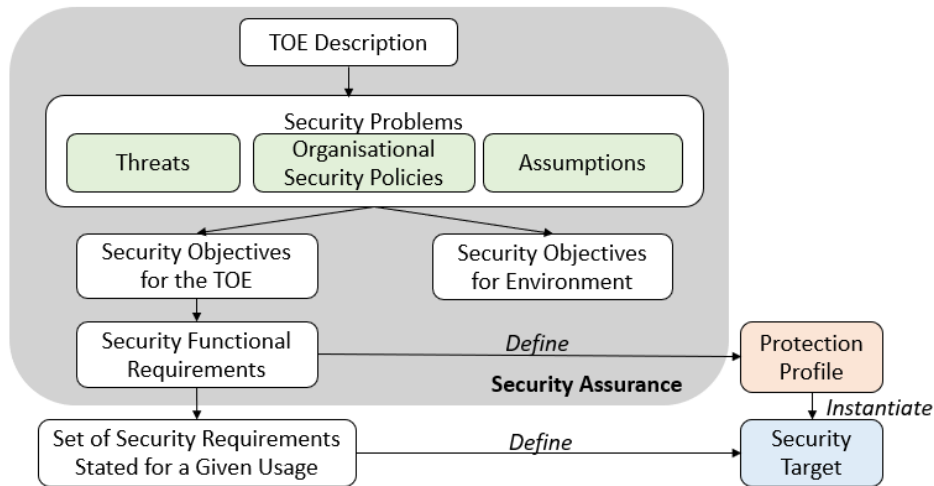 TOE Description
Security Problems
Threats
Organisational
Security Policies
Assumptions
Security Objectives
for the TOE
Security Objectives
for Environment
Security Functional
Requirements
Define
Protection
Profile
Security Assurance
Instantiate
Set of Security Requirements
Stated for a Given Usage
Define
Security
Target